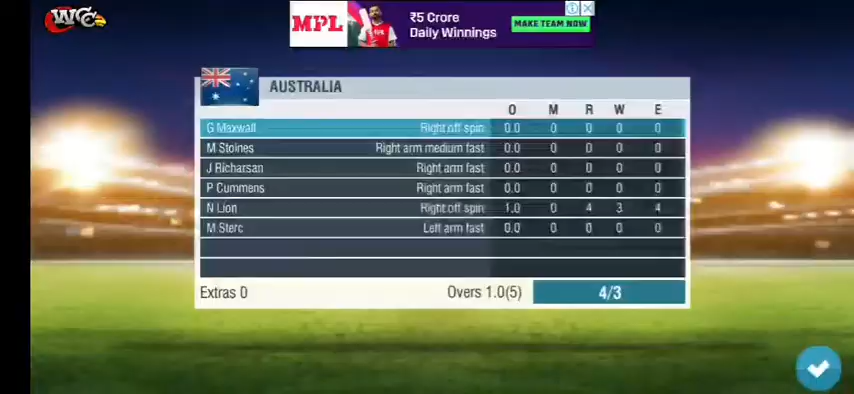 WCC
MPL
₹5 Crore
Daily Winnings
MAKE TEAM NOW
AUSTRALIA
O M R W E
G Maxwall Right off spin 0.0 0 0 0 0
M Stoines Right arm medium fast 0.0 0 0 0 0
J Richarsan Right arm fast 0.0 0 0 0 0
P Cummens Right arm fast 0.0 0 0 0 0
N Lion Right off spin 1.0 0 4 3 4
M Sterc Left arm fast 0.0 0 0 0 0
Extras 0 Overs 1.0(5) 4/3